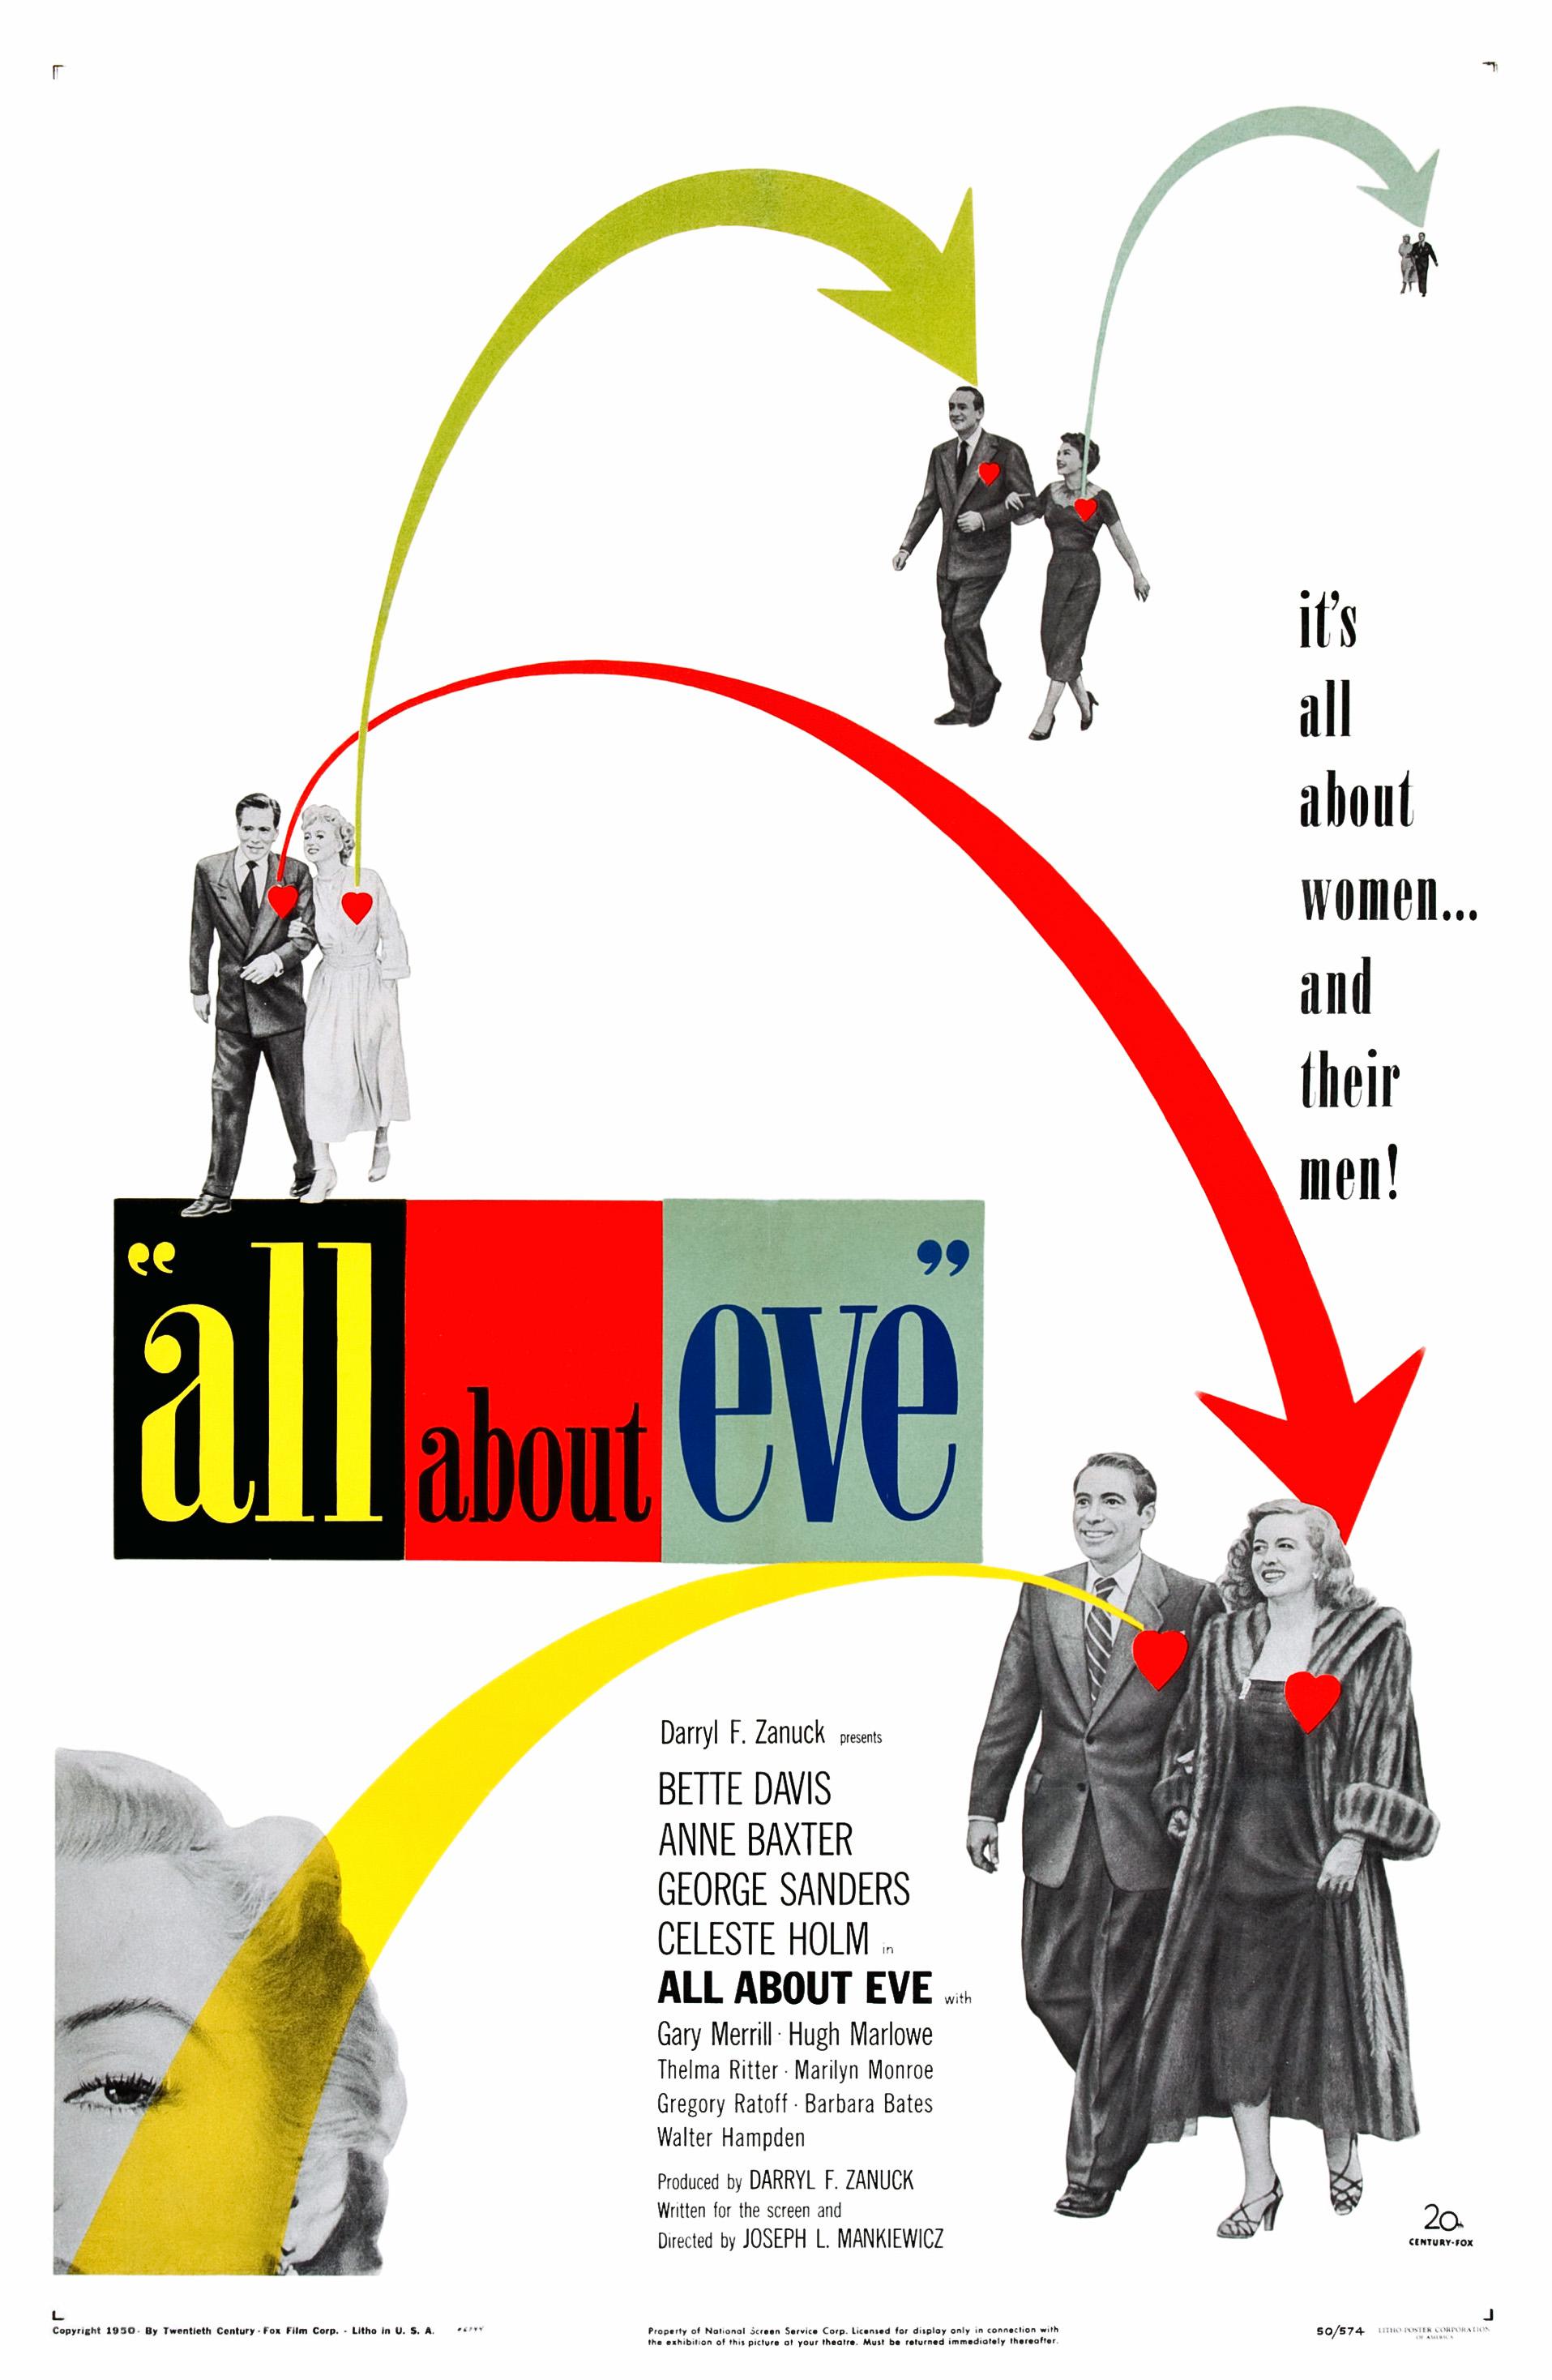 it's
all
about
women...
and
their
men!
“all about eve”
Darryl F. Zanuck presents
BETTE DAVIS
ANNE BAXTER
GEORGE SANDERS
CELESTE HOLM in
ALL ABOUT EVE with
Gary Merrill · Hugh Marlowe
Thelma Ritter · Marilyn Monroe
Gregory Ratoff · Barbara Bates
Walter Hampden
Produced by DARRYL F. ZANUCK
Written for the screen and
Directed by JOSEPH L. MANKIEWICZ
20th
CENTURY-FOX
Copyright 1950 - By Twentieth Century - Fox Film Corp. - Litho in U. S. A.
Property of National Screen Service Corp. Licensed for display only in connection with
the exhibition of this picture at your theatre. Must be returned immediately thereafter.
50/574
LITHO POSTER CORPORATION
OF AMERICA